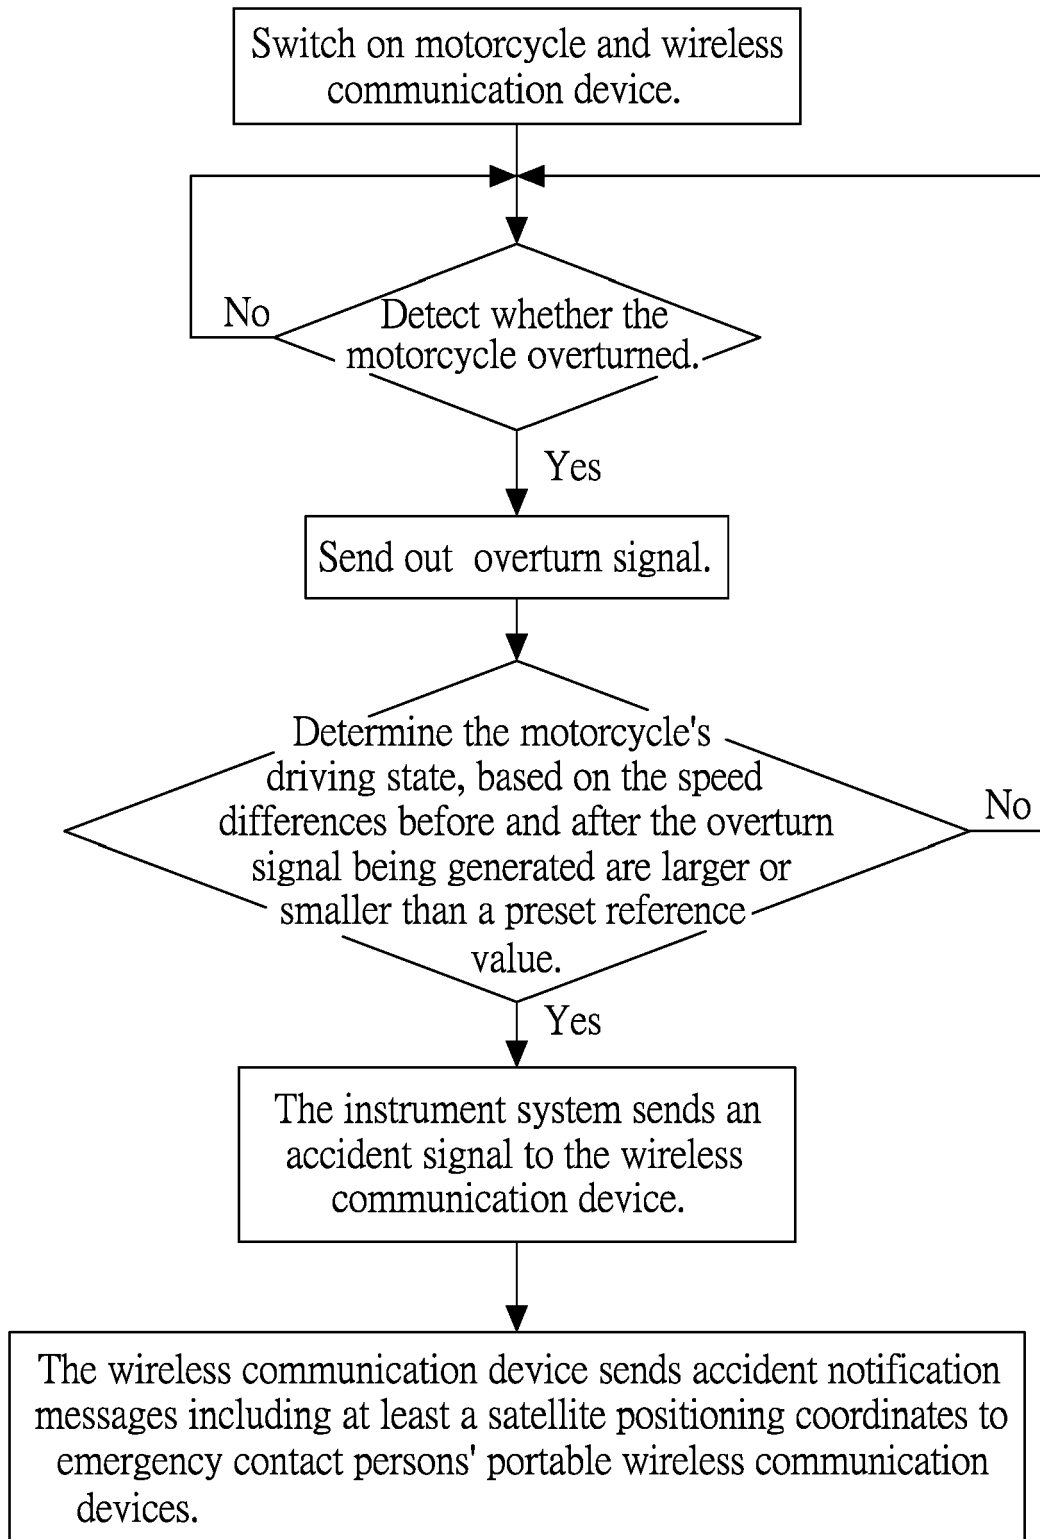 Switch on motorcycle and wireless
communication device.
No
Detect whether the
motorcycle overturned.
Yes
Send out overturn signal.
Determine the motorcycle's
driving state, based on the speed
differences before and after the overturn
signal being generated are larger or
smaller than a preset reference
value.
No
Yes
The instrument system sends an
accident signal to the wireless
communication device.
The wireless communication device sends accident notification
messages including at least a satellite positioning coordinates to
emergency contact persons' portable wireless communication
devices.